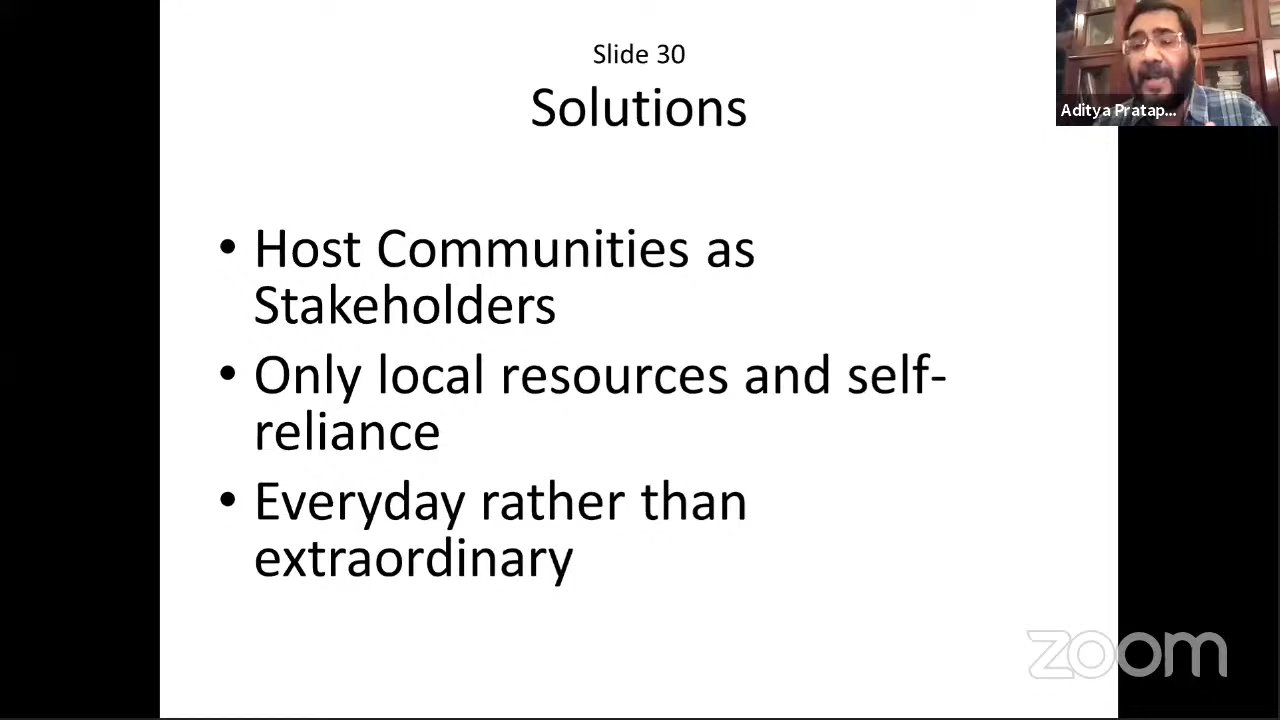 Slide 30
Solutions
Aditya Pratap...
• Host Communities as
Stakeholders
• Only local resources and self-
reliance
• Everyday rather than
extraordinary
zoom